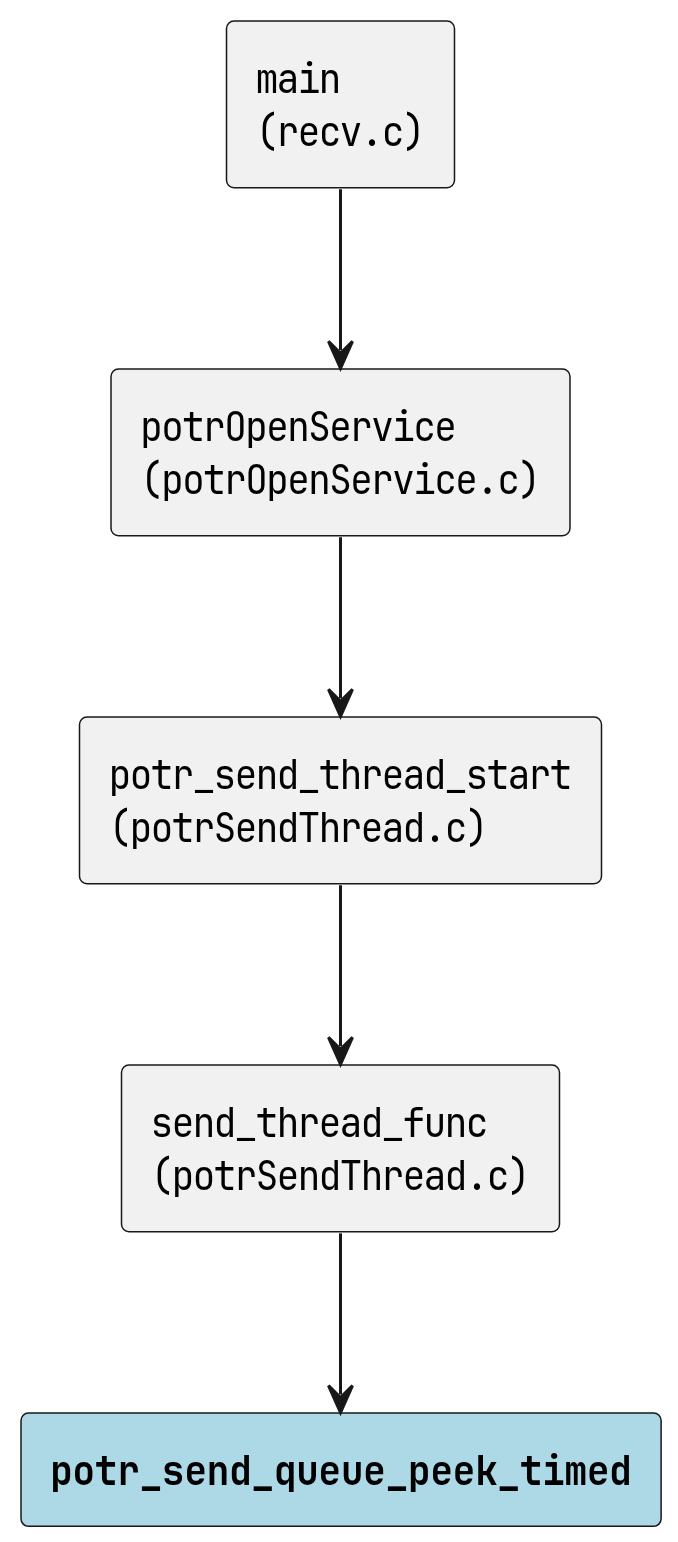 main
(recv.c)
potrOpenService
(potrOpenService.c)
potr_send_thread_start
(potrSendThread.c)
send_thread_func
(potrSendThread.c)
potr_send_queue_peek_timed